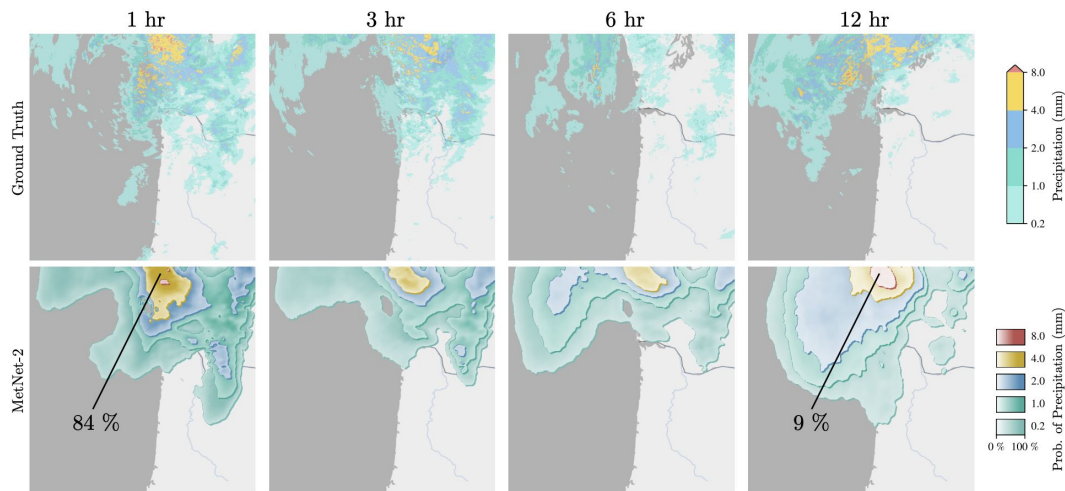 1 hr
3 hr
6 hr
12 hr
Ground Truth
8.0
4.0
2.0
1.0
0.2
Precipitation (mm)
MetNet-2
84 %
9 %
8.0
4.0
2.0
1.0
0.2
0 % 100 %
Prob. of Precipitation (mm)